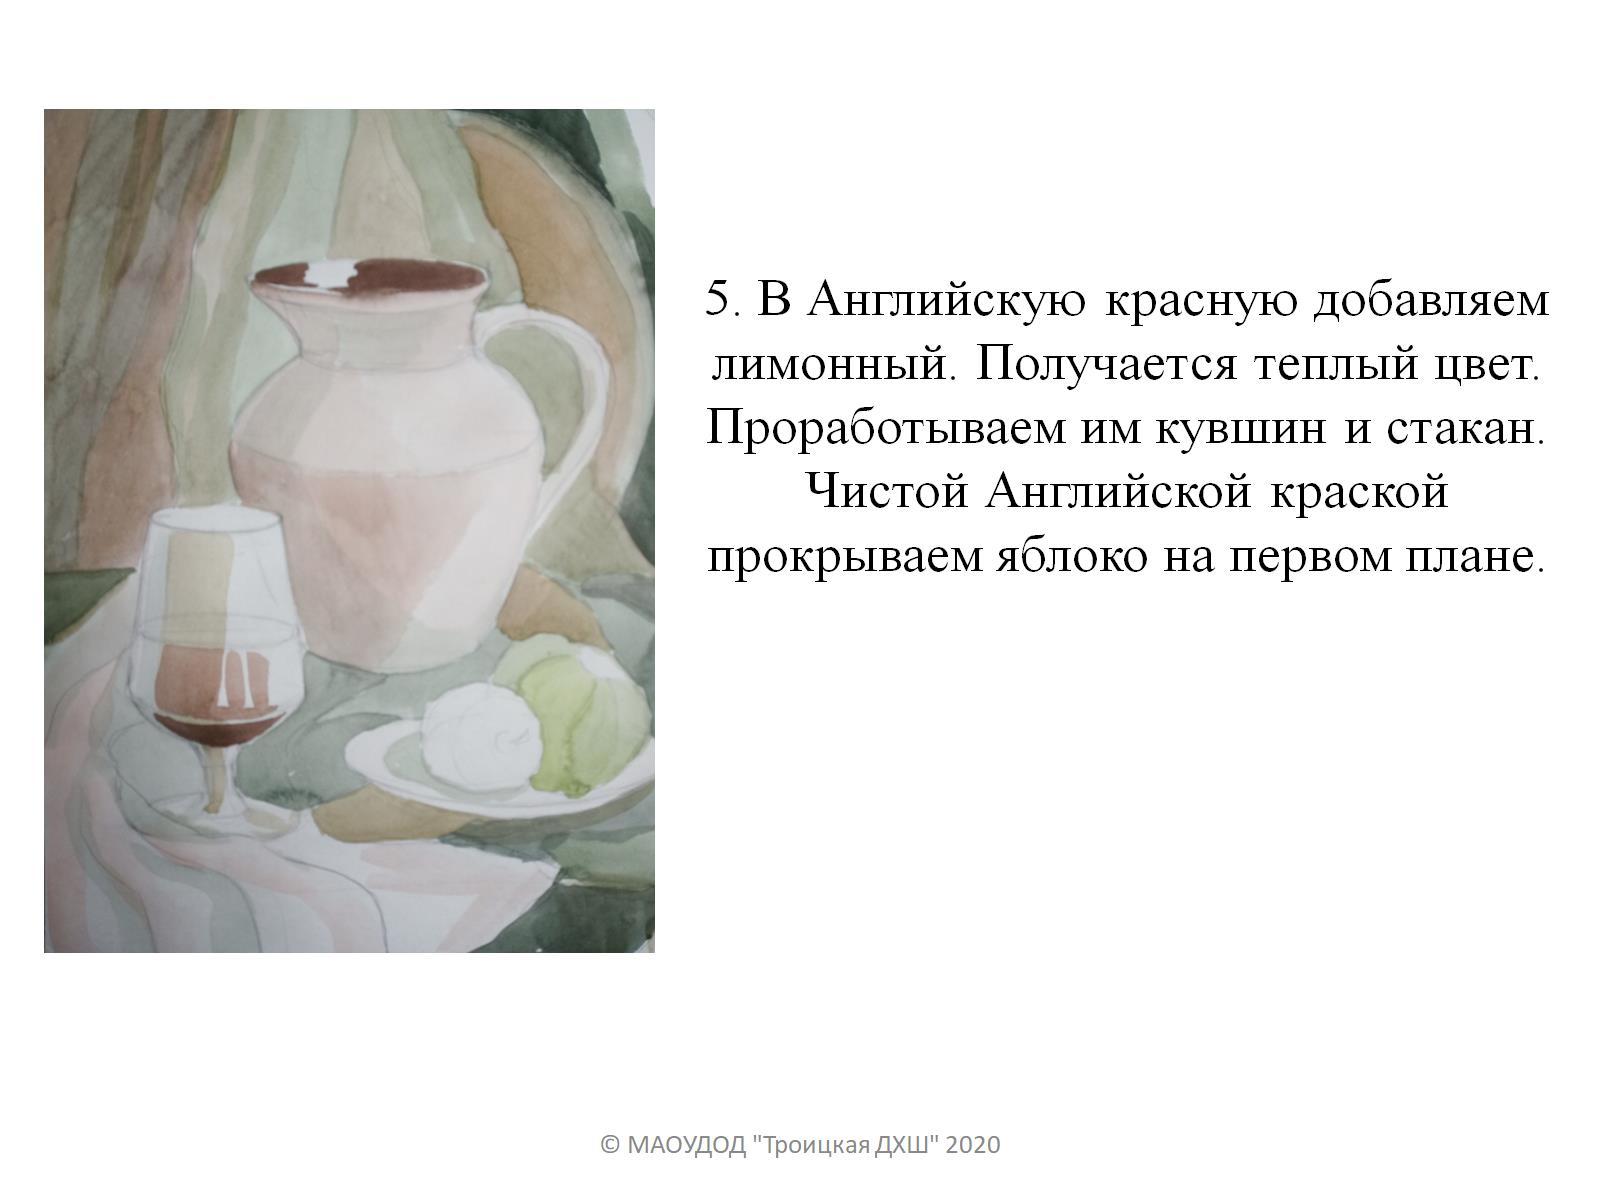 5. В Английскую красную добавляем
лимонный. Получается теплый цвет.
Проработываем им кувшин и стакан.
Чистой Английской краской
прокрываем яблоко на первом плане.
© МАОУДОД "Троицкая ДХШ" 2020